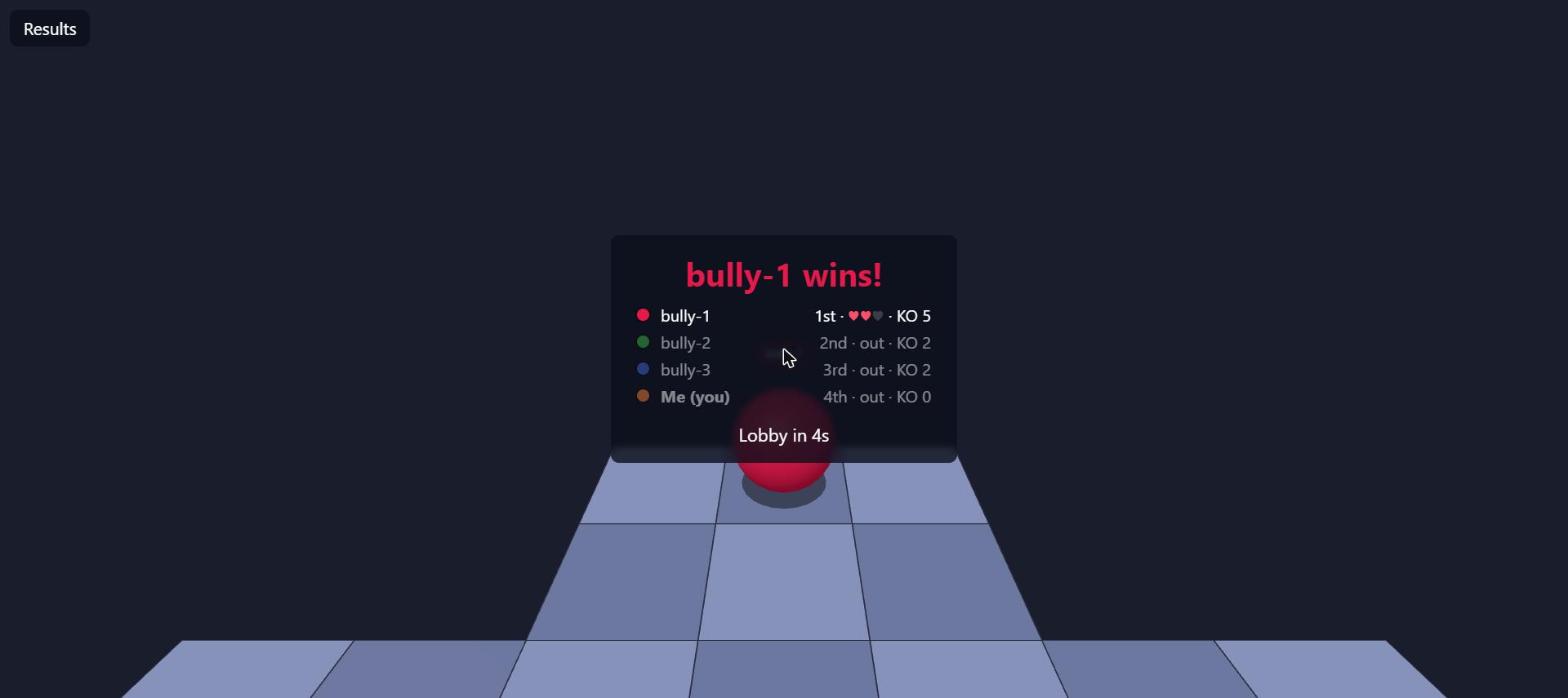 Results
bully-1 wins!
bully-1 1st · ♥♥♥ · KO 5
bully-2 2nd · out · KO 2
bully-3 3rd · out · KO 2
Me (you) 4th · out · KO 0
Lobby in 4s